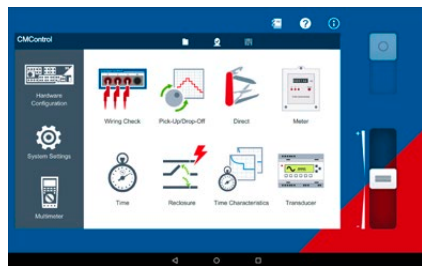 CMControl
Hardware
Configuration
System Settings
Multimeter
Wiring Check
Pick-Up/Drop-Off
Direct
Meter
Time
Reclosure
Time Characteristics
Transducer